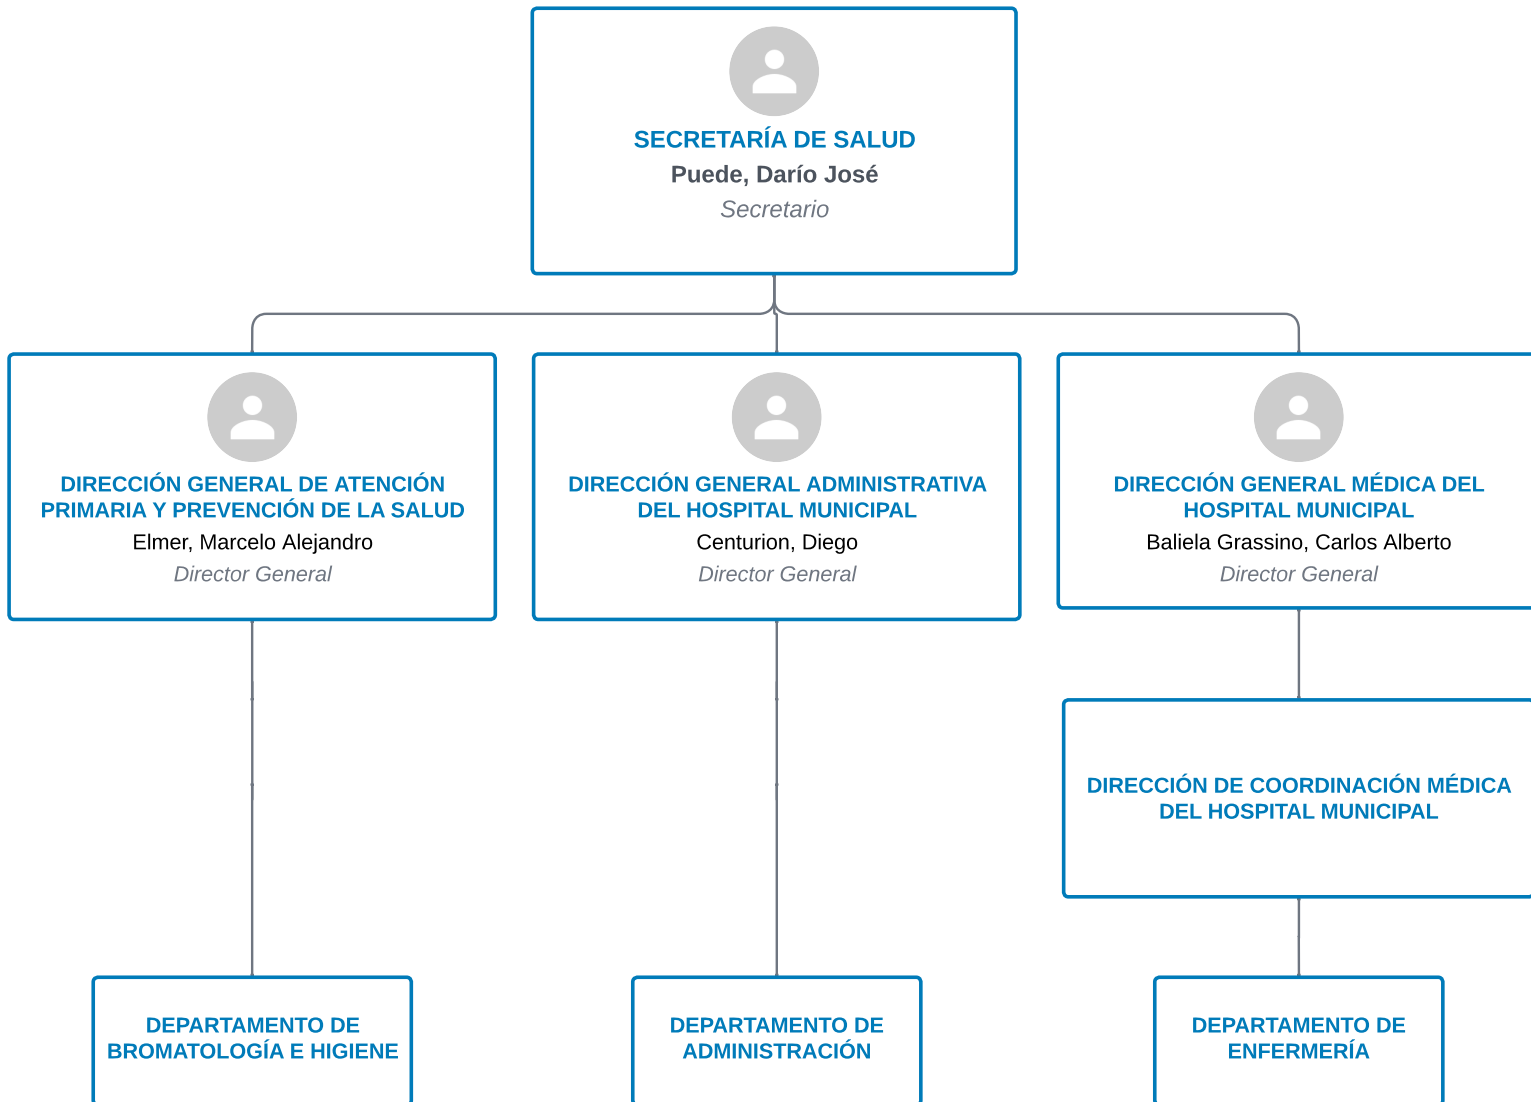 SECRETARÍA DE SALUD
Puede, Darío José
Secretario
DIRECCIÓN GENERAL DE ATENCIÓN
PRIMARIA Y PREVENCIÓN DE LA SALUD
Elmer, Marcelo Alejandro
Director General
DIRECCIÓN GENERAL ADMINISTRATIVA
DEL HOSPITAL MUNICIPAL
Centurion, Diego
Director General
DIRECCIÓN GENERAL MÉDICA DEL
HOSPITAL MUNICIPAL
Baliela Grassino, Carlos Alberto
Director General
DIRECCIÓN DE COORDINACIÓN MÉDICA
DEL HOSPITAL MUNICIPAL
DEPARTAMENTO DE
BROMATOLOGÍA E HIGIENE
DEPARTAMENTO DE
ADMINISTRACIÓN
DEPARTAMENTO DE
ENFERMERÍA